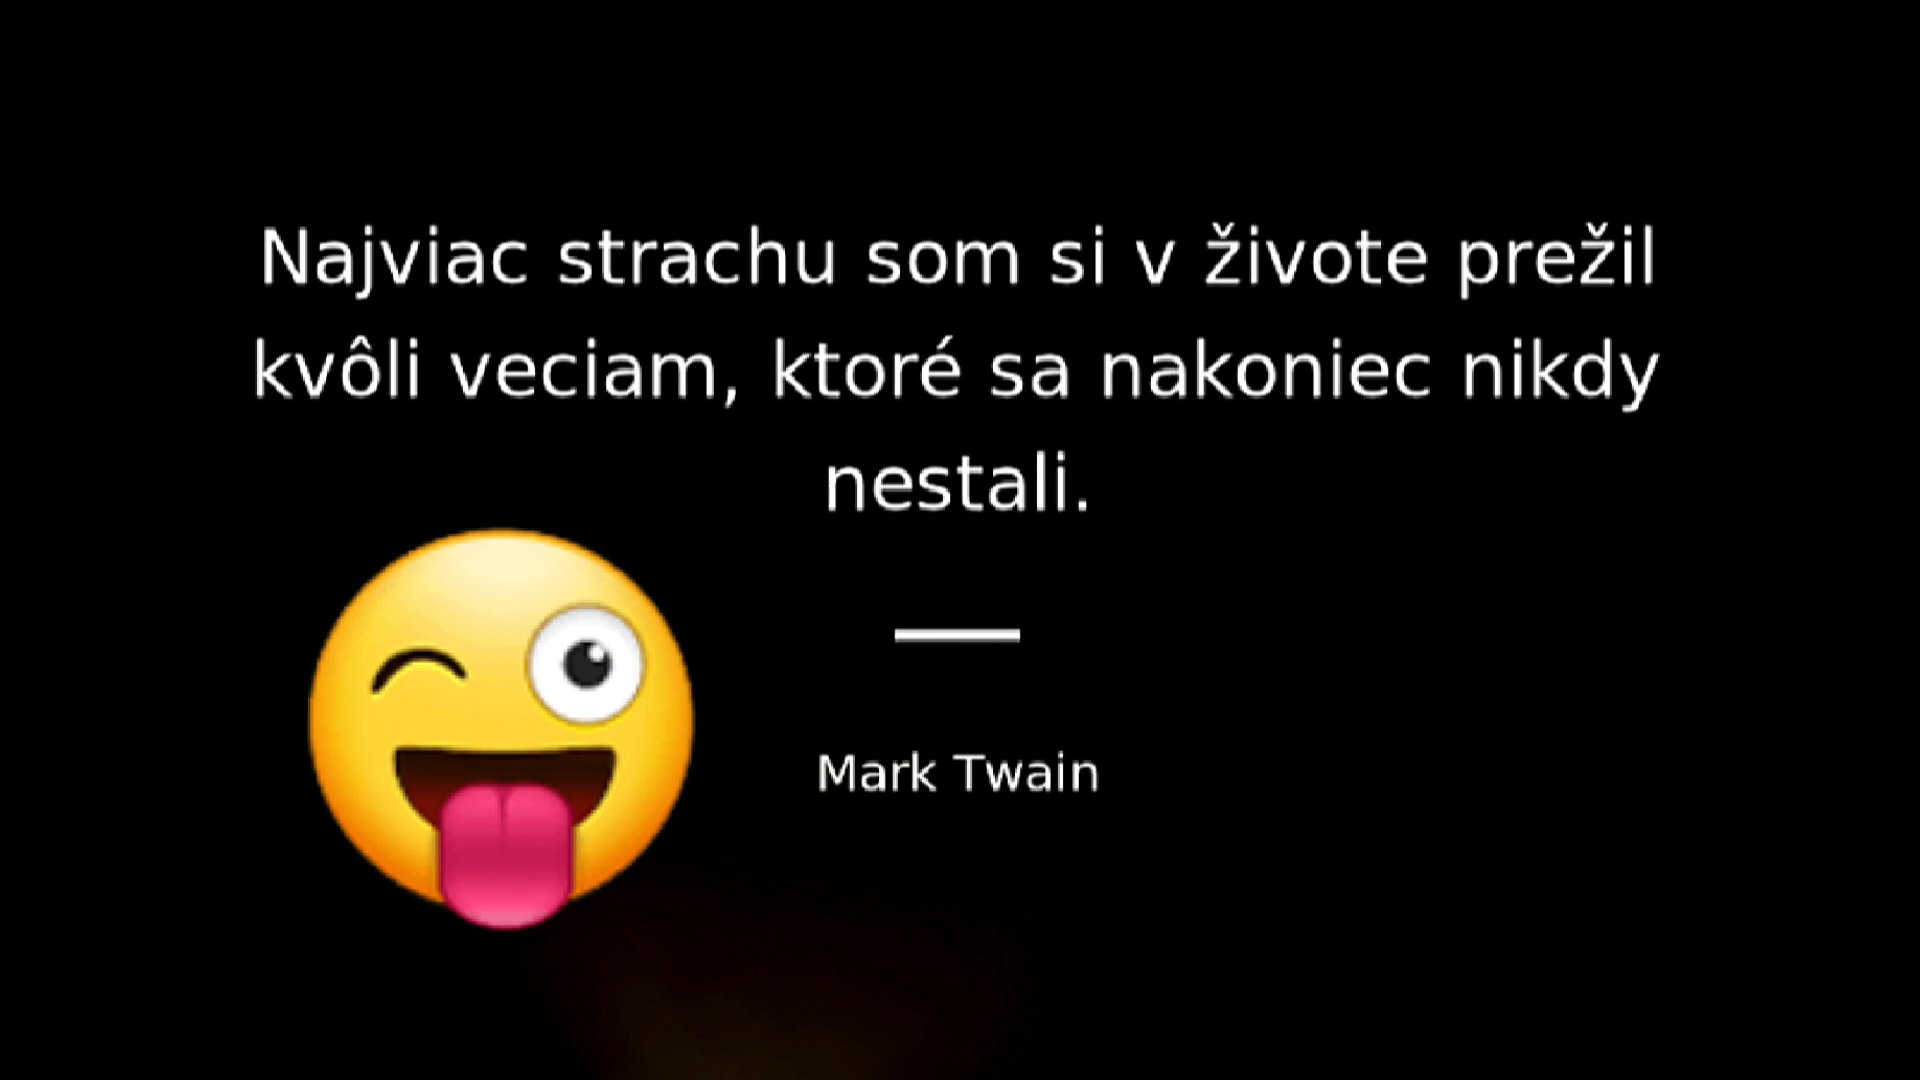 Najviac strachu som si v živote prežil
kvôli veciam, ktoré sa nakoniec nikdy
nestali.
Mark Twain